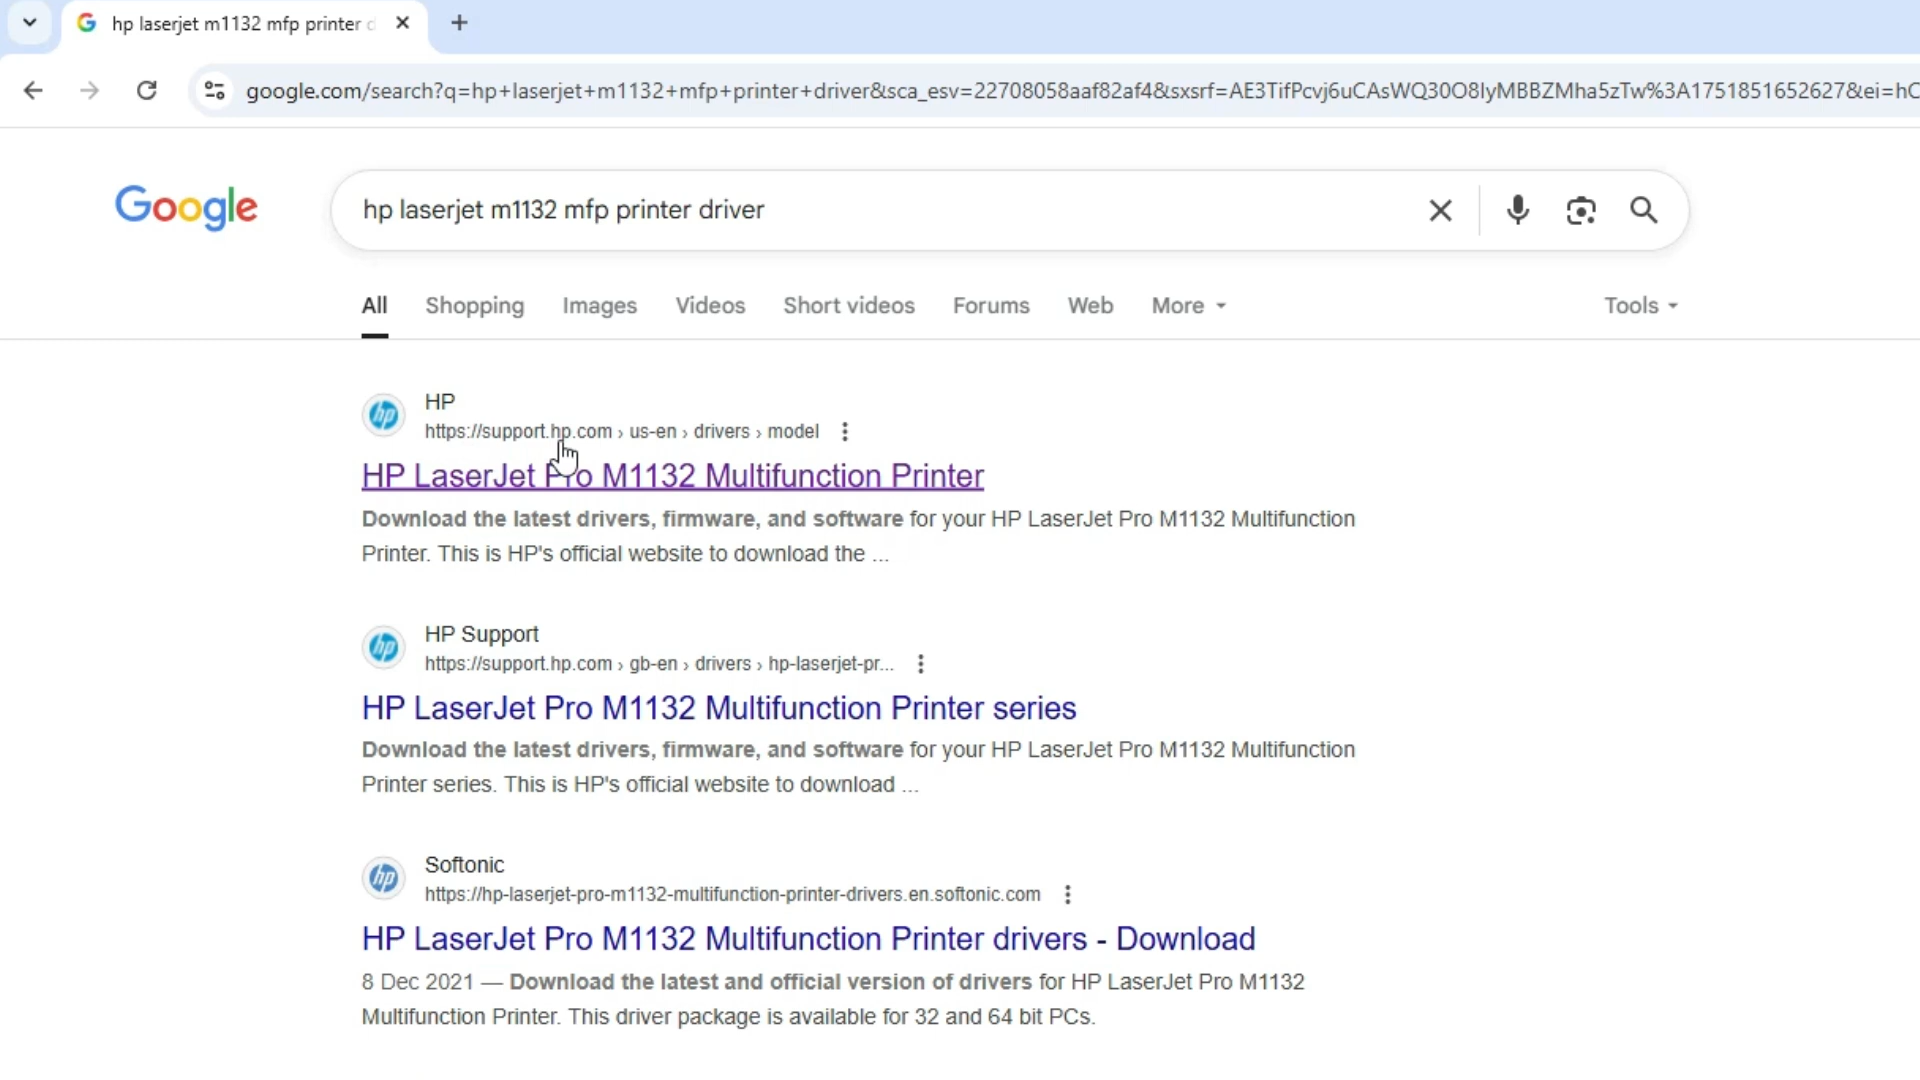 hp laserjet m1132 mfp printer d
google.com/search?q=hp+laserjet+m1132+mfp+printer+driver&sca_esv=22708058aaf82af4&sxsrf=AE3TifPcvj6uCAsWQ30O8IyMBBZMha5zTw%3A1751851652627&ei=hC
Google
hp laserjet m1132 mfp printer driver
All Shopping Images Videos Short videos Forums Web More Tools
HP
https://support.hp.com › us-en › drivers › model
HP LaserJet Pro M1132 Multifunction Printer
Download the latest drivers, firmware, and software for your HP LaserJet Pro M1132 Multifunction
Printer. This is HP's official website to download the ...
HP Support
https://support.hp.com › gb-en › drivers › hp-laserjet-pr...
HP LaserJet Pro M1132 Multifunction Printer series
Download the latest drivers, firmware, and software for your HP LaserJet Pro M1132 Multifunction
Printer series. This is HP's official website to download ...
Softonic
https://hp-laserjet-pro-m1132-multifunction-printer-drivers.en.softonic.com
HP LaserJet Pro M1132 Multifunction Printer drivers - Download
8 Dec 2021 — Download the latest and official version of drivers for HP LaserJet Pro M1132
Multifunction Printer. This driver package is available for 32 and 64 bit PCs.